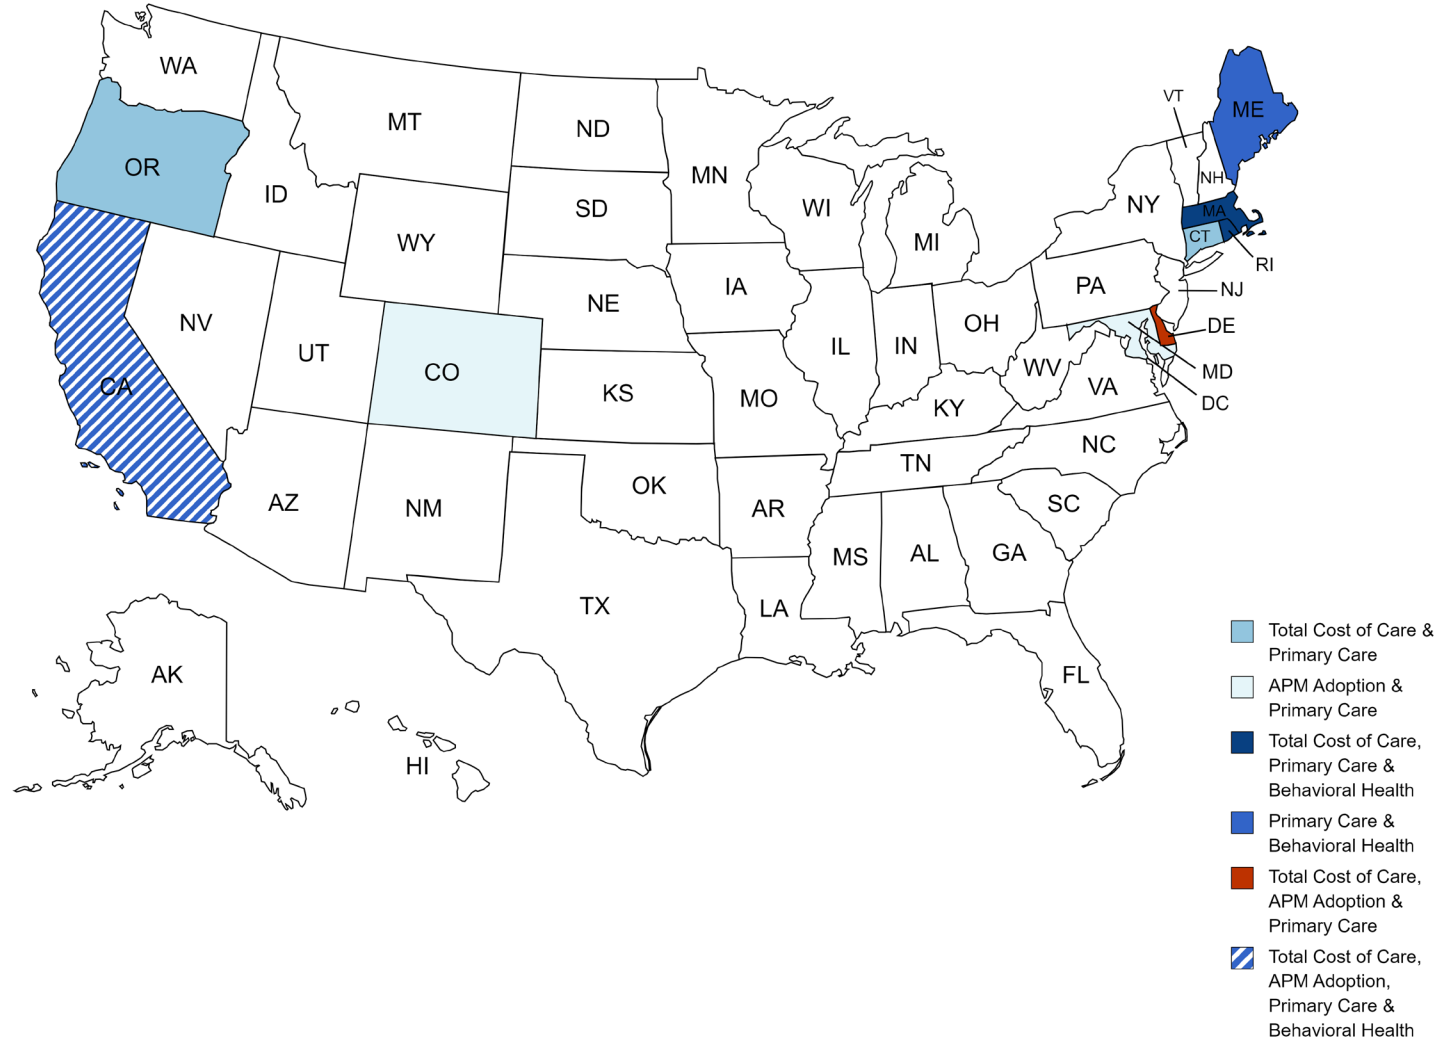 WA
OR
CA
NV
ID
MT
WY
UT
CO
AZ
NM
ND
SD
NE
KS
OK
TX
MN
IA
MO
AR
LA
WI
IL
MI
IN
OH
KY
TN
MS
AL
GA
FL
SC
NC
VA
WV
PA
NY
VT
NH
ME
MA
CT
RI
NJ
DE
MD
DC
AK
HI
Total Cost of Care &
Primary Care
APM Adoption &
Primary Care
Total Cost of Care,
Primary Care &
Behavioral Health
Primary Care &
Behavioral Health
Total Cost of Care,
APM Adoption &
Primary Care
Total Cost of Care,
APM Adoption,
Primary Care &
Behavioral Health